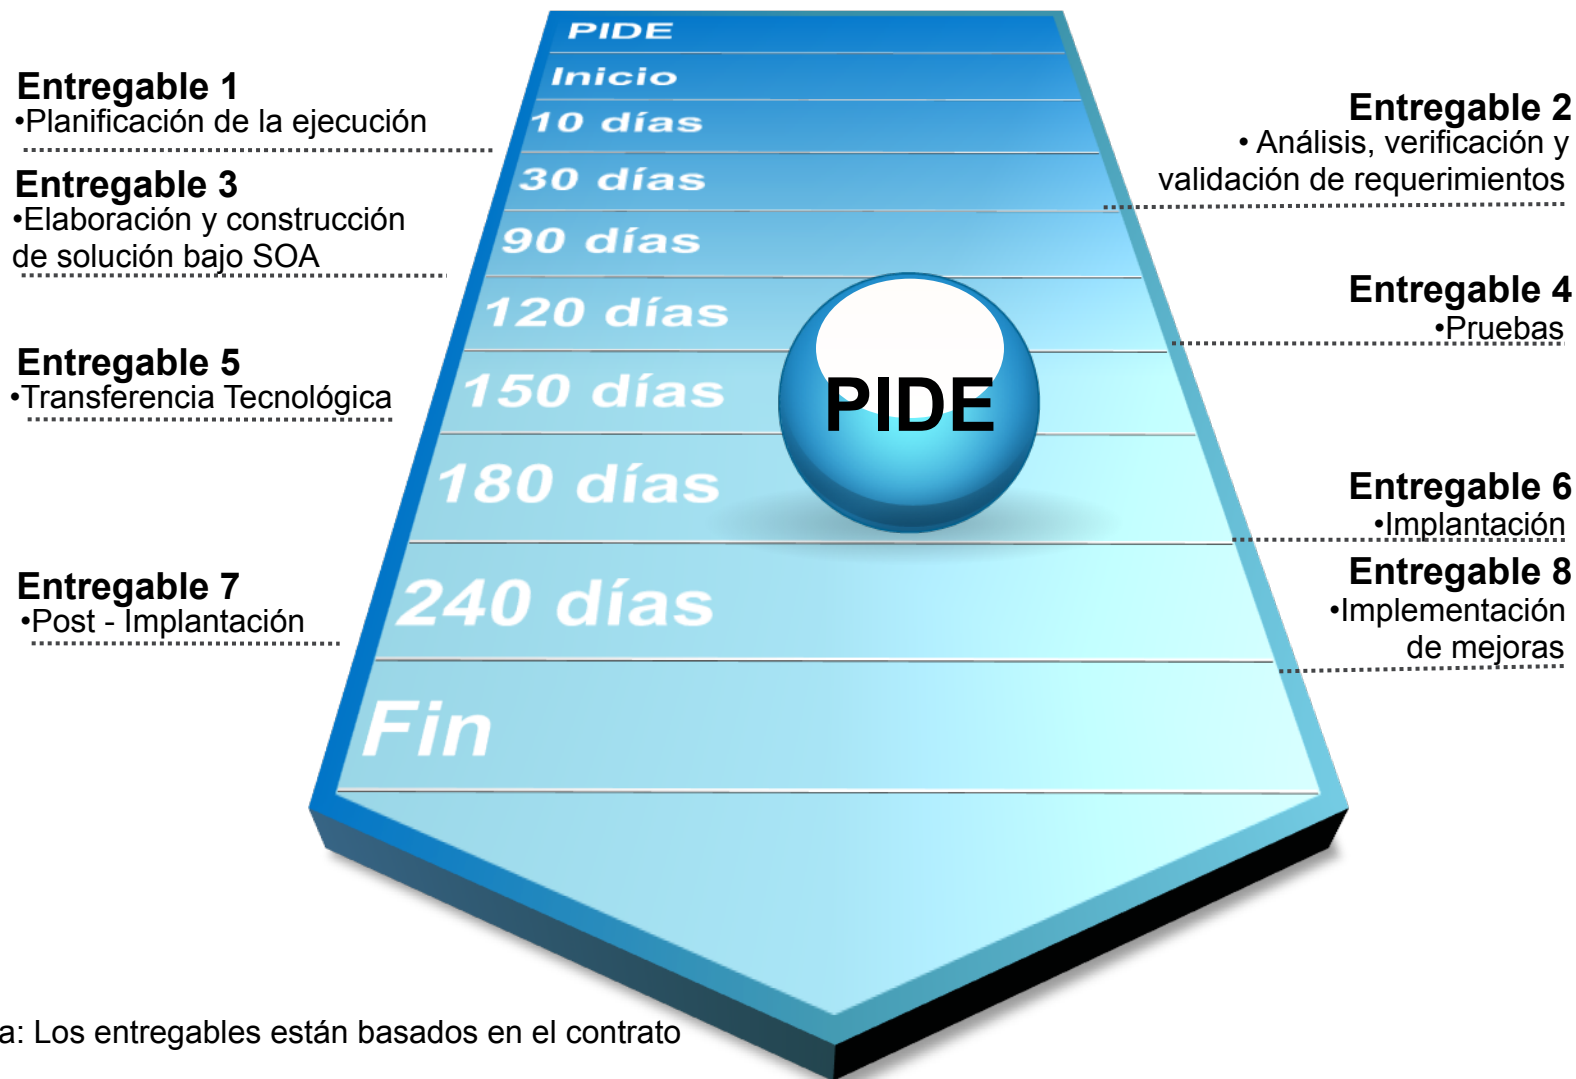 PIDE
Inicio
10 días
30 días
90 días
120 días
150 días
180 días
240 días
Fin
PIDE
Entregable 1
•Planificación de la ejecución
Entregable 2
• Análisis, verificación y
validación de requerimientos
Entregable 3
•Elaboración y construcción
de solución bajo SOA
Entregable 4
•Pruebas
Entregable 5
•Transferencia Tecnológica
Entregable 6
•Implantación
Entregable 7
•Post - Implantación
Entregable 8
•Implementación
de mejoras
a: Los entregables están basados en el contrato